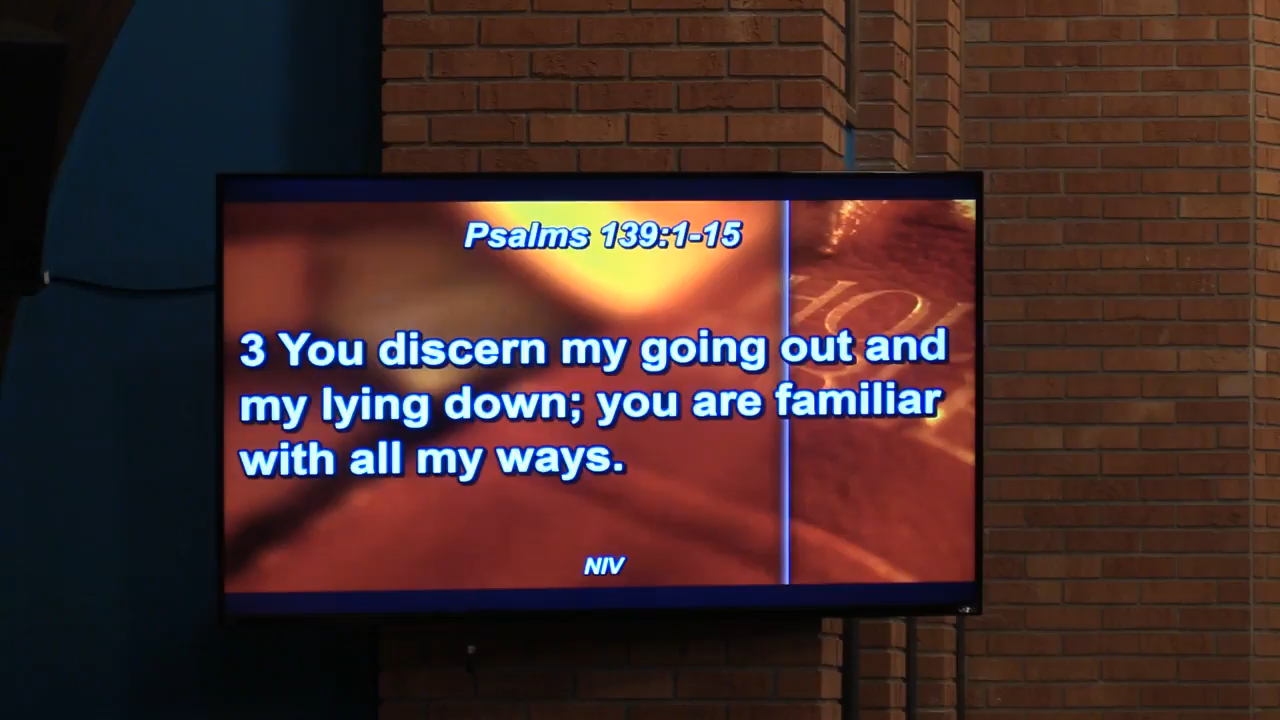 Psalms 139:1-15
HOL
3 You discern my going out and
my lying down; you are familiar
with all my ways.
NIV